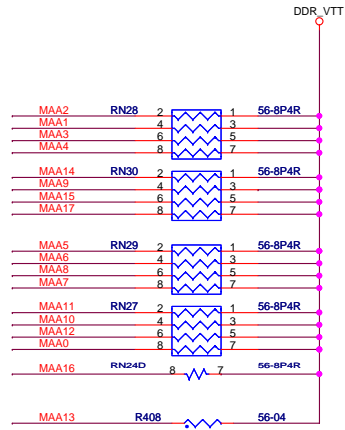 DDR_VTT
MAA2 RN28 2 1 56-8P4R
MAA1 4 3
MAA3 6 5
MAA4 8 7
MAA14 RN30 2 1 56-8P4R
MAA9 4 3
MAA15 6 5
MAA17 8 7
MAA5 RN29 2 1 56-8P4R
MAA6 4 3
MAA8 6 5
MAA7 8 7
MAA11 RN27 2 1 56-8P4R
MAA10 4 3
MAA12 6 5
MAA0 8 7
MAA16 RN24D 8 7 56-8P4R
MAA13 R408 56-04